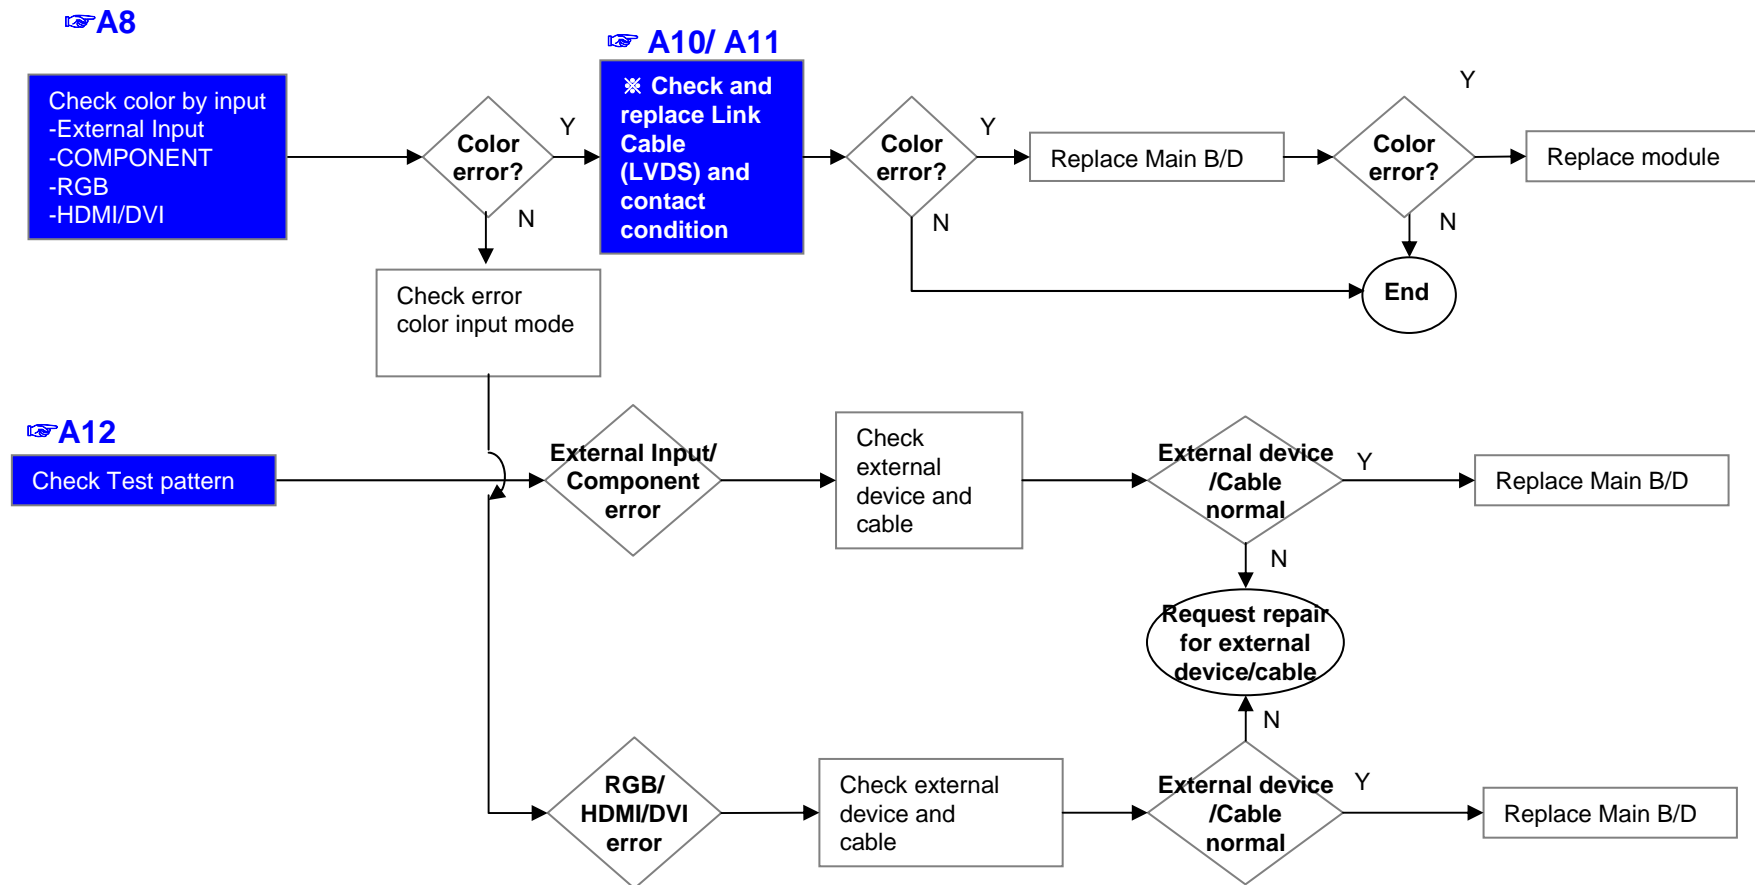 ☞A8
☞ A10/ A11
Check color by input
-External Input
-COMPONENT
-RGB
-HDMI/DVI
Color
error?
Y
N
※ Check and
replace Link
Cable
(LVDS) and
contact
condition
Color
error?
Y
N
Replace Main B/D
Color
error?
Y
N
Replace module
End
Check error
color input mode
☞A12
Check Test pattern
External Input/
Component
error
Check
external
device and
cable
External device
/Cable
normal
Y
N
Replace Main B/D
Request repair
for external
device/cable
N
RGB/
HDMI/DVI
error
Check external
device and
cable
External device
/Cable
normal
Y
Replace Main B/D